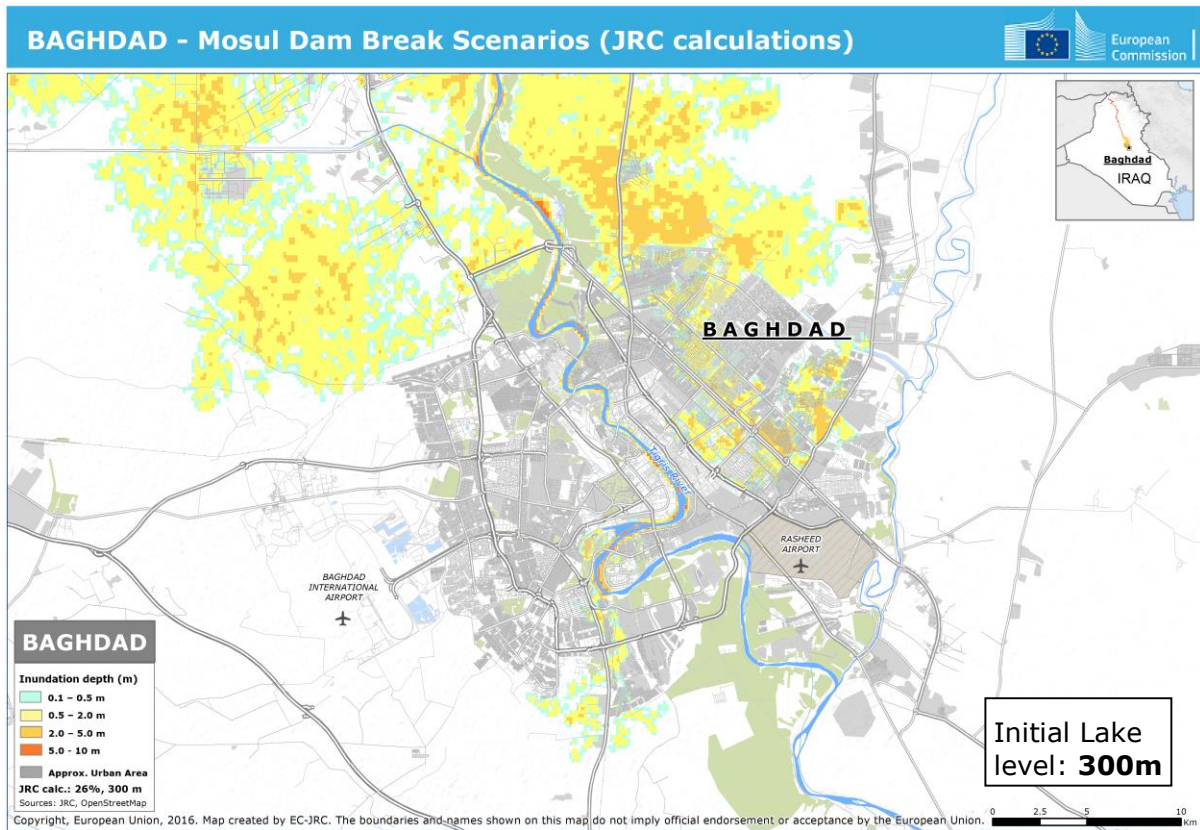 BAGHDAD - Mosul Dam Break Scenarios (JRC calculations)
European
Commission
Baghdad
IRAQ
BAGHDAD
Tigris River
RASHEED
AIRPORT
BAGHDAD
INTERNATIONAL
AIRPORT
BAGHDAD
Inundation depth (m)
0.1 – 0.5 m
0.5 – 2.0 m
2.0 – 5.0 m
5.0 - 10 m
Approx. Urban Area
JRC calc.: 26%, 300 m
Sources: JRC, OpenStreetMap
Initial Lake
level: 300m
Copyright, European Union, 2016. Map created by EC-JRC. The boundaries and names shown on this map do not imply official endorsement or acceptance by the European Union.
0 2.5 5 10
Km